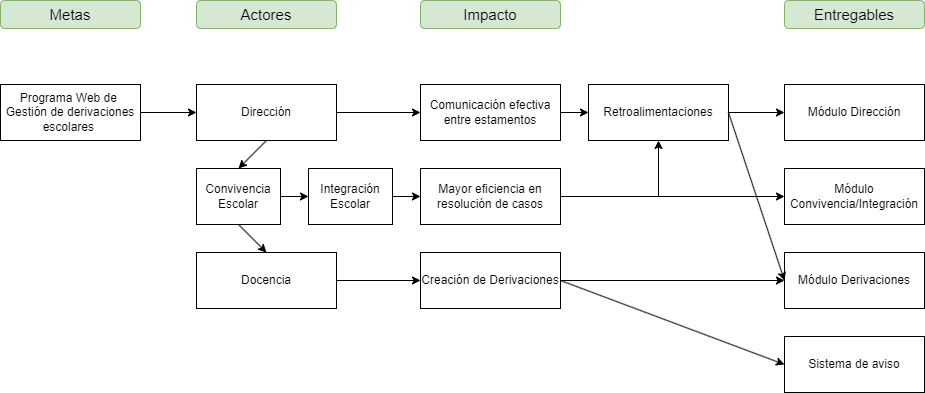 Metas
Actores
Impacto
Entregables
Programa Web de
Gestión de derivaciones
escolares
Dirección
Comunicación efectiva
entre estamentos
Retroalimentaciones
Módulo Dirección
Convivencia
Escolar
Integración
Escolar
Mayor eficiencia en
resolución de casos
Módulo
Convivencia/Integración
Docencia
Creación de Derivaciones
Módulo Derivaciones
Sistema de aviso